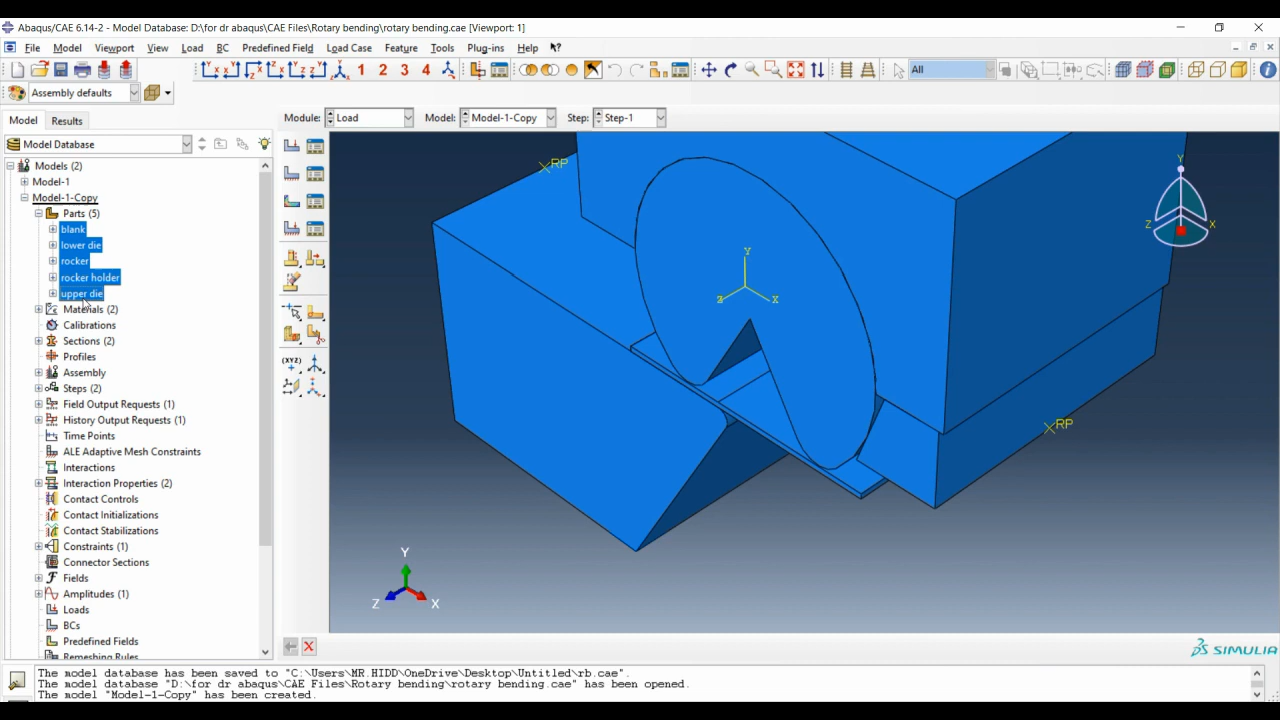 Abaqus/CAE 6.14-2 - Model Database: D:\for dr abaqus\CAE Files\Rotary bending\rotary bending.cae [Viewport: 1]
File Model Viewport View Load BC Predefined Field Load Case Feature Tools Plug-ins Help
1 2 3 4 All
Assembly defaults
Model Results
Module: Load Model: Model-1-Copy Step: Step-1
Model Database
Models (2)
Model-1
Model-1-Copy
Parts (5)
blank
lower die
rocker
rocker holder
upper die
Materials (2)
Calibrations
Sections (2)
Profiles
Assembly
Steps (2)
Field Output Requests (1)
History Output Requests (1)
Time Points
ALE Adaptive Mesh Constraints
Interactions
Interaction Properties (2)
Contact Controls
Contact Initializations
Contact Stabilizations
Constraints (1)
Connector Sections
Fields
Amplitudes (1)
Loads
BCs
Predefined Fields
Remeshing Rules
(XYZ)
RP
Y
Z X
Y
Z X
RP
Y
Z X
SIMULIA
The model database has been saved to "C:\Users\MR.HIDD\OneDrive\Desktop\Untitled\rb.cae".
The model database "D:\for dr abaqus\CAE Files\Rotary bending\rotary bending.cae" has been opened.
The model "Model-1-Copy" has been created.